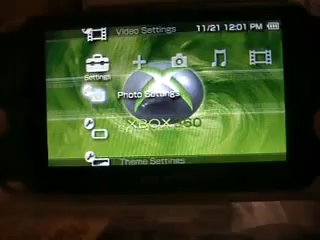 Video Settings
11/21 12:01 PM
Settings
Photo Settings
XBOX 360
Theme Settings